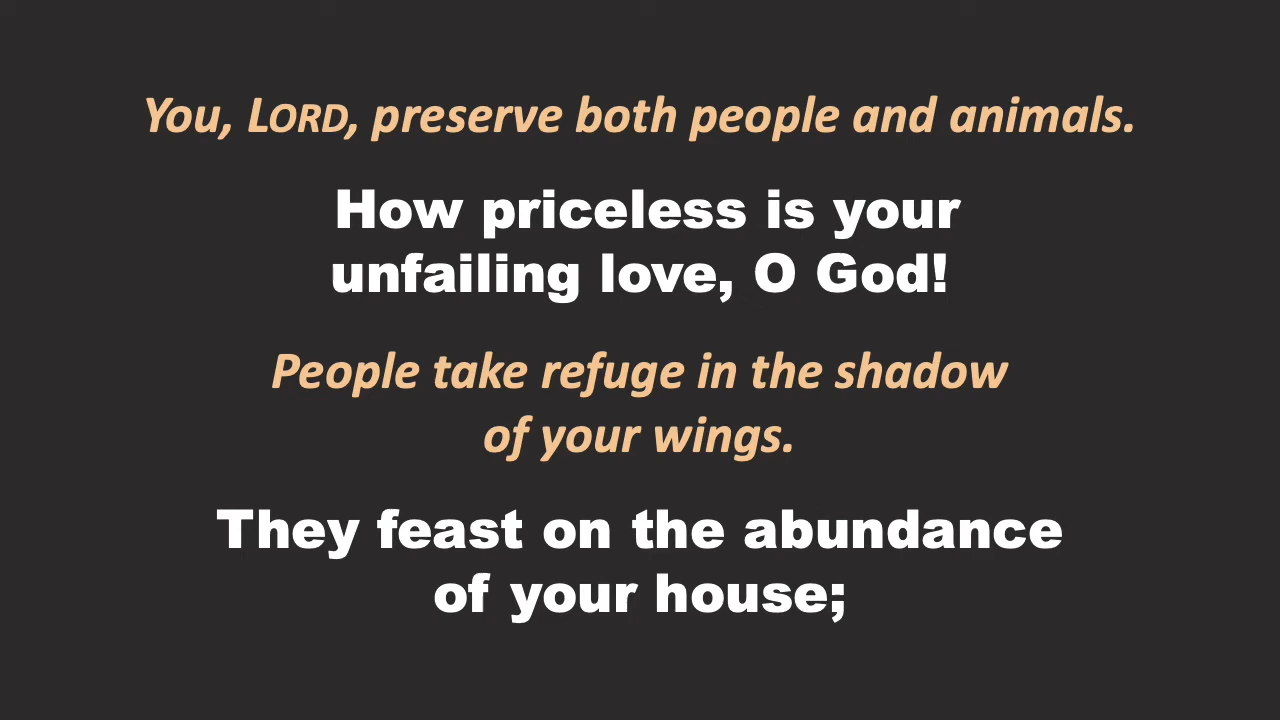 You, LORD, preserve both people and animals.
How priceless is your
unfailing love, O God!
People take refuge in the shadow
of your wings.
They feast on the abundance
of your house;